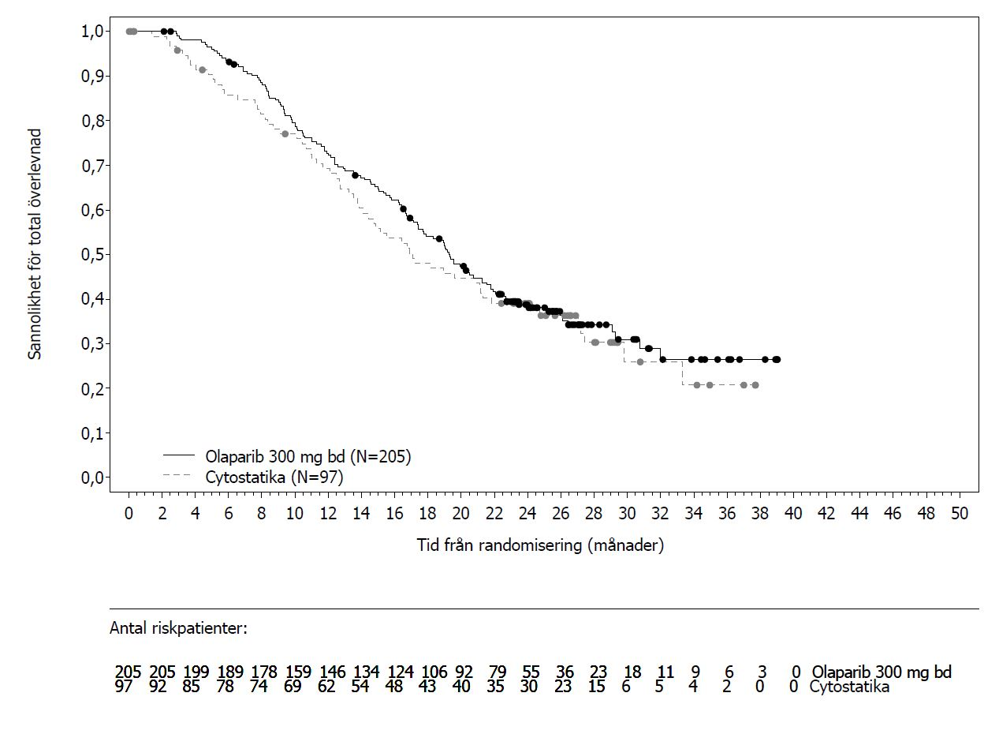 Sannolikhet för total överlevnad
1,0
0,9
0,8
0,7
0,6
0,5
0,4
0,3
0,2
0,1
0,0
Olaparib 300 mg bd (N=205)
Cytostatika (N=97)
0 2 4 6 8 10 12 14 16 18 20 22 24 26 28 30 32 34 36 38 40 42 44 46 48 50
Tid från randomisering (månader)
Antal riskpatienter:
205 205 199 189 178 159 146 134 124 106 92 79 55 36 23 18 11 9 6 3 0 Olaparib 300 mg bd
97 92 85 78 74 69 62 54 48 43 40 35 30 23 15 6 5 4 2 0 0 Cytostatika